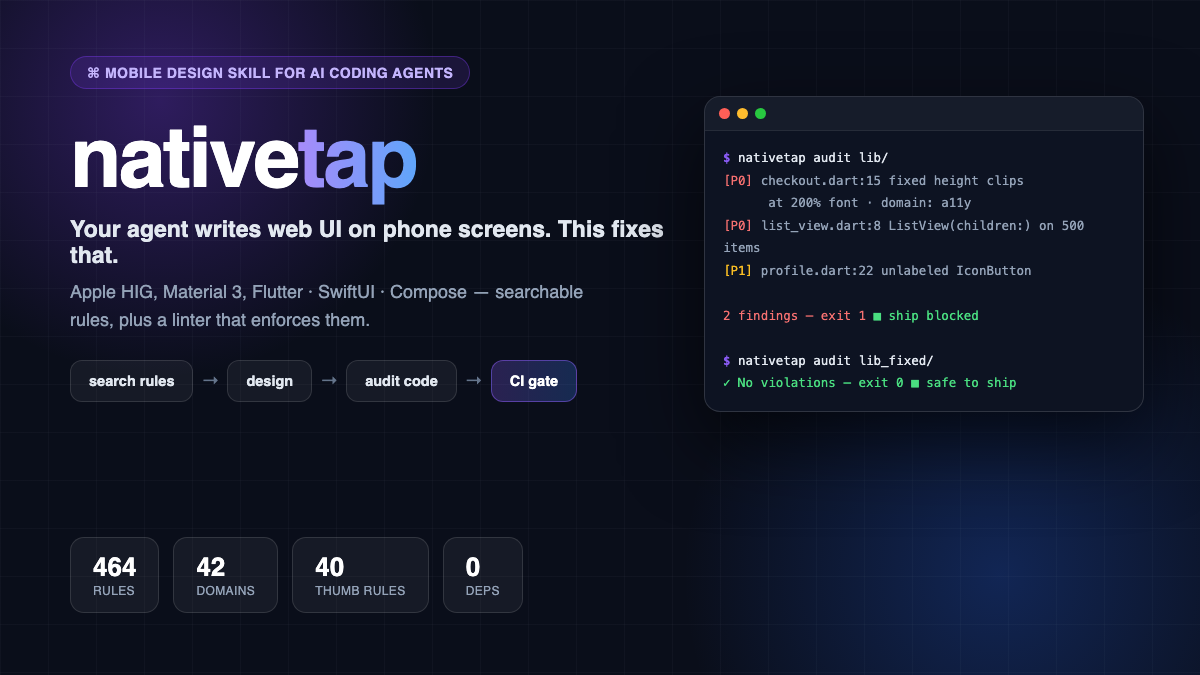 ⌘ MOBILE DESIGN SKILL FOR AI CODING AGENTS
nativetap
Your agent writes web UI on phone screens. This fixes
that.
Apple HIG, Material 3, Flutter · SwiftUI · Compose — searchable
rules, plus a linter that enforces them.
search rules → design → audit code → CI gate
$ nativetap audit lib/
[P0] checkout.dart:15 fixed height clips
at 200% font · domain: a11y
[P0] list_view.dart:8 ListView(children:) on 500
items
[P1] profile.dart:22 unlabeled IconButton
2 findings — exit 1 ■ ship blocked
$ nativetap audit lib_fixed/
✓ No violations — exit 0 ■ safe to ship
464 42 40 0
RULES DOMAINS THUMB RULES DEPS